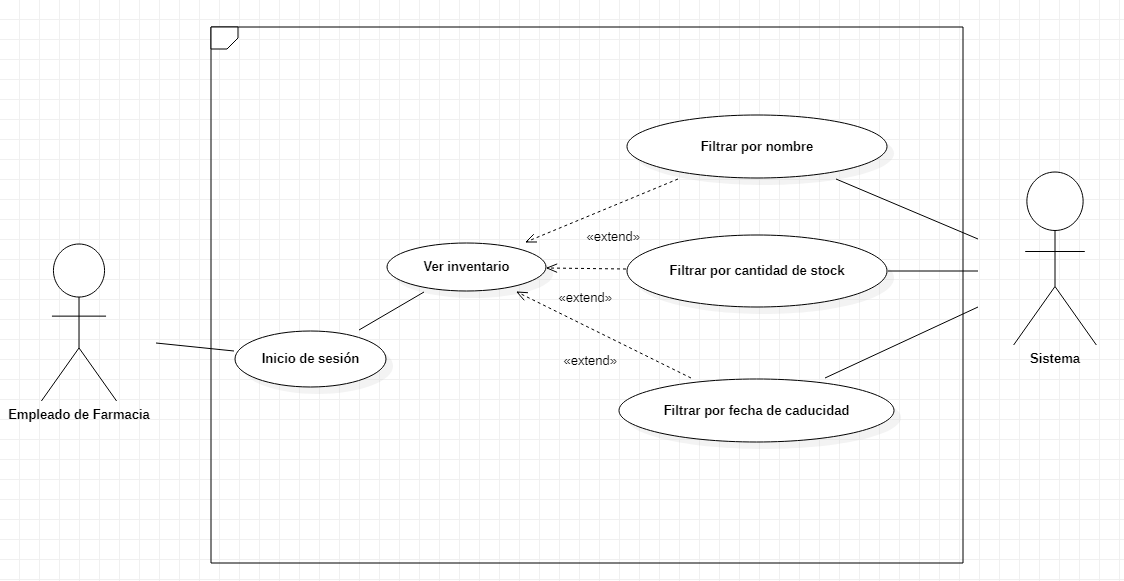 Filtrar por nombre
«extend»
Ver inventario
Filtrar por cantidad de stock
«extend»
Inicio de sesión
Sistema
«extend»
Filtrar por fecha de caducidad
Empleado de Farmacia